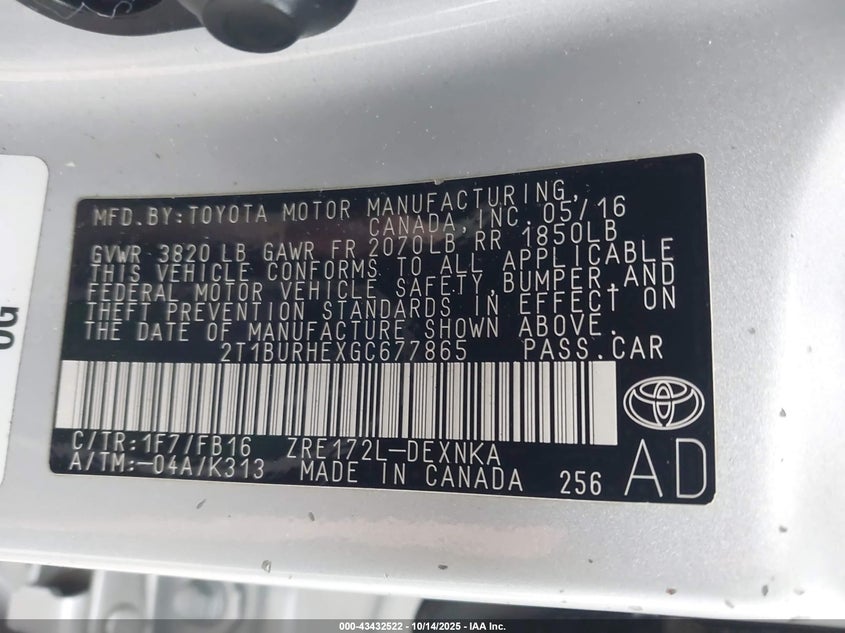 MFD.BY:TOYOTA MOTOR MANUFACTURING,
CANADA,INC. 05/16
GVWR 3820 LB GAWR FR 2070LB RR 1850LB
THIS VEHICLE CONFORMS TO ALL APPLICABLE
FEDERAL MOTOR VEHICLE SAFETY,BUMPER,AND
THEFT PREVENTION STANDARDS IN EFFECT ON
THE DATE OF MANUFACTURE SHOWN ABOVE.
2T1BURHEXGC677865 PASS.CAR
C/TR:1F7/FB16 ZRE172L-DEXNKA
A/TM:-04A/K313 MADE IN CANADA 256 AD
000-43432522 - 10/14/2025 - IAA Inc.